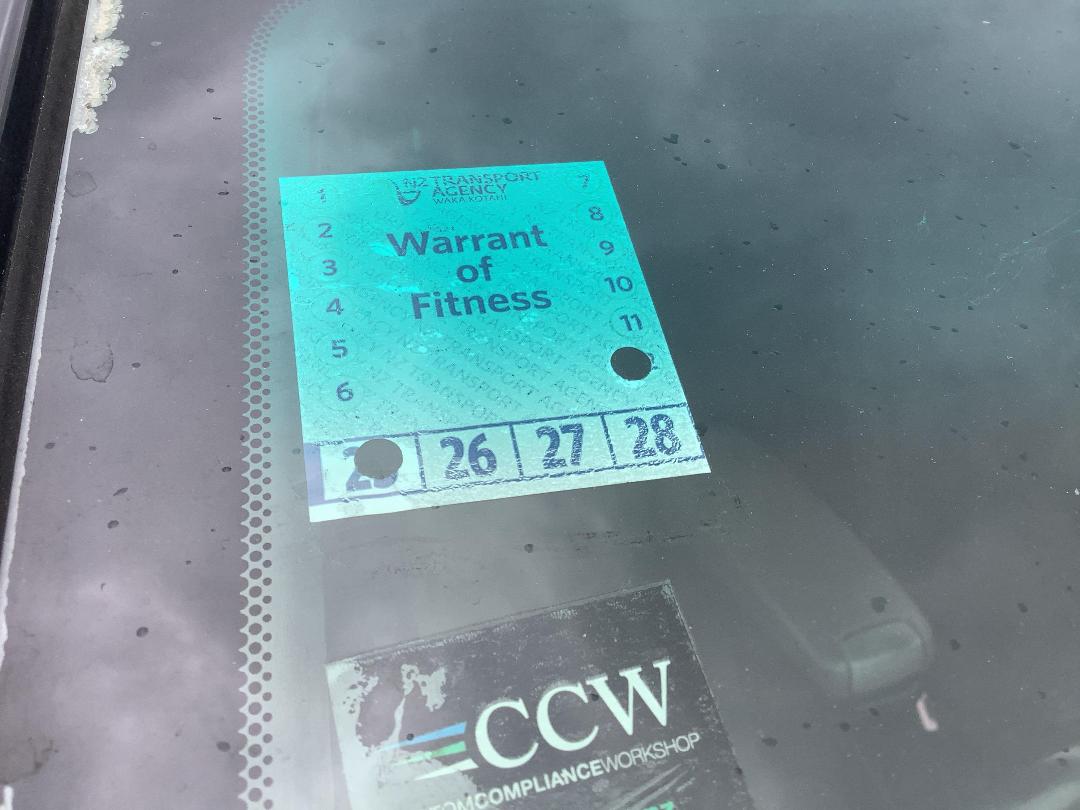 NZ TRANSPORT
AGENCY
WAKA KOTAHI
Warrant
of
Fitness
1
2
3
4
5
6
7
8
9
10
11
26
27
28
CCW
COMPLIANCEWORKSHOP